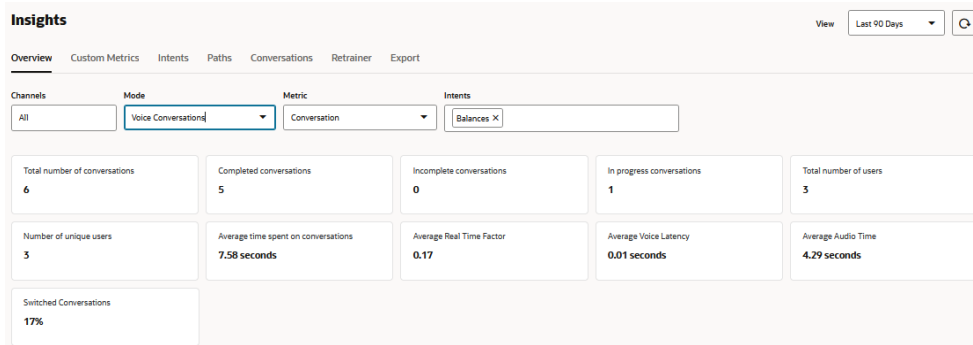 Insights
View Last 90 Days
Overview Custom Metrics Intents Paths Conversations Retrainer Export
Channels Mode Metric Intents
All Voice Conversations Conversation Balances ×
Total number of conversations Completed conversations Incomplete conversations In progress conversations Total number of users
6 5 0 1 3
Number of unique users Average time spent on conversations Average Real Time Factor Average Voice Latency Average Audio Time
3 7.58 seconds 0.17 0.01 seconds 4.29 seconds
Switched Conversations
17%